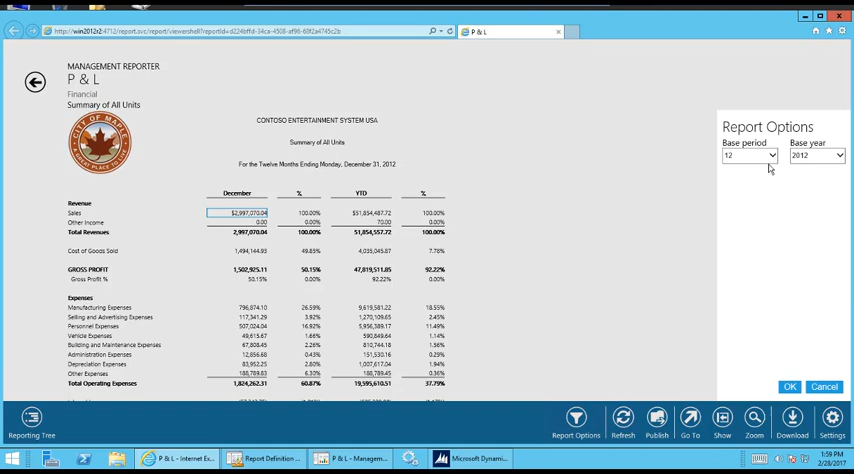 http://win2012r2:4712/report.svc/report/viewershell?reportId=d224bffd-34ca-4508-af96-68f2a4745c2b
P & L
MANAGEMENT REPORTER
P & L
Financial
Summary of All Units
CITY OF MAPLE
A GREAT PLACE TO LIVE
CONTOSO ENTERTAINMENT SYSTEM USA
Summary of All Units
For the Twelve Months Ending Monday, December 31, 2012
December % YTD %
Revenue
Sales $2,997,070.04 100.00% $51,854,487.72 100.00%
Other Income 0.00 0.00% 70.00 0.00%
Total Revenues 2,997,070.04 100.00% 51,854,557.72 100.00%
Cost of Goods Sold 1,494,144.93 49.85% 4,035,045.87 7.78%
GROSS PROFIT 1,502,925.11 50.15% 47,819,511.85 92.22%
Gross Profit % 50.15% 0.00% 92.22% 0.00%
Expenses
Manufacturing Expenses 796,874.10 26.59% 9,619,581.22 18.55%
Selling and Advertising Expenses 117,341.29 3.92% 1,270,109.65 2.45%
Personnel Expenses 507,024.04 16.92% 5,956,389.17 11.49%
Vehicle Expenses 49,615.67 1.66% 590,849.64 1.14%
Building and Maintenance Expenses 67,808.45 2.26% 810,744.18 1.56%
Administration Expenses 12,856.68 0.43% 151,530.16 0.29%
Depreciation Expenses 83,952.25 2.80% 1,007,617.04 1.94%
Other Expenses 188,789.83 6.30% 188,789.45 0.36%
Total Operating Expenses 1,824,262.31 60.87% 19,595,610.51 37.79%
Report Options
Base period Base year
12 2012
OK Cancel
Reporting Tree Report Options Refresh Publish Go To Show Zoom Download Settings
P & L - Internet Ex... Report Definition ... P & L - Managem... Microsoft Dynami...
1:59 PM
2/28/2017